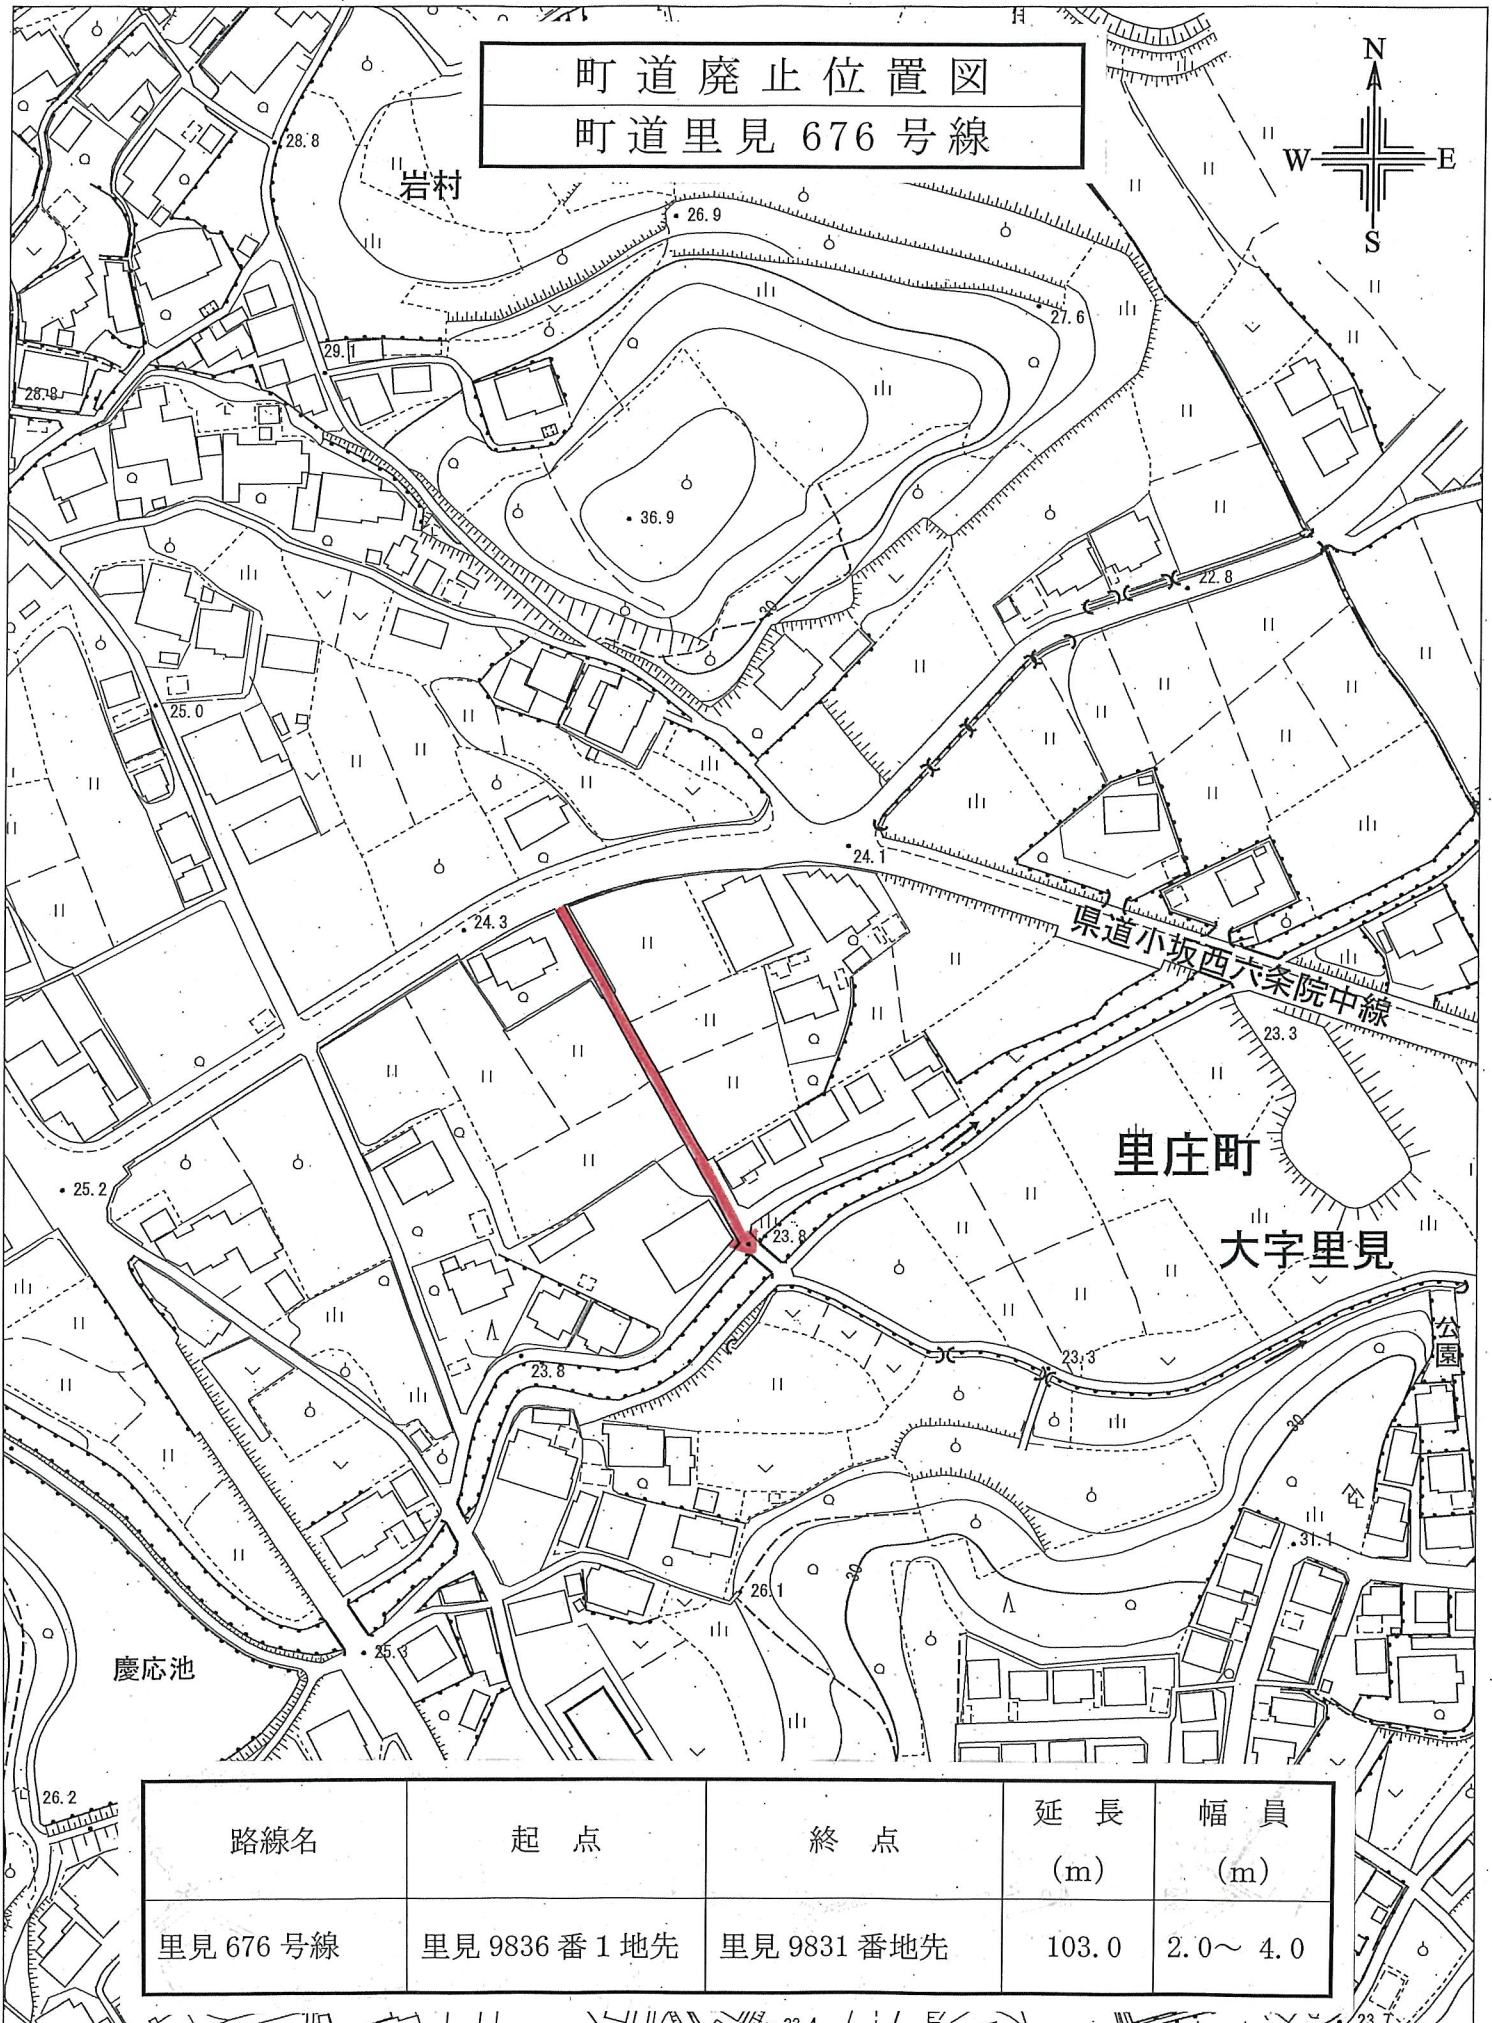 町道廃止位置図
町道里見 676 号線
N
W E
S
28.8
岩村
26.9
27.6
29.1
28.8
36.9
30
22.8
25.0
24.1
24.3
県道小坂西六条院中線
23.3
里庄町
25.2
23.8
大字里見
公園
23.3
23.8
30
31.1
30
26.1
25.3
慶応池
26.2
路線名 起点 終点 延長 (m) 幅員 (m)
里見 676 号線 里見 9836 番 1 地先 里見 9831 番地先 103.0 2.0～ 4.0